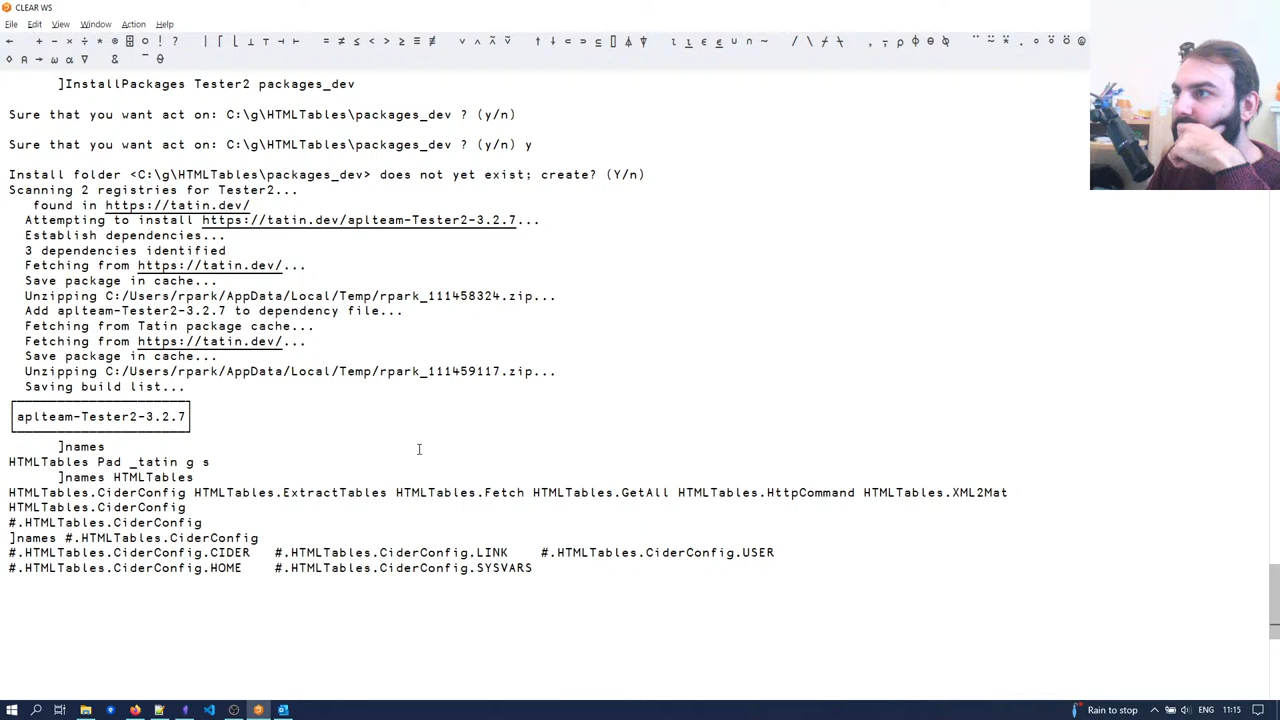 CLEAR WS
File Edit View Window Action Help
← + - × ÷ * ⍟ ⌹ ○ ! ? | ⌈ ⌊ ⊥ ⊤ ⊣ ⊢ = ≠ ≤ < > ≥ ≡ ≢ ∨ ∧ ⍲ ⍱ ↑ ↓ ⊂ ⊃ ⊆ ⌷ ⍋ ⍒ ⍳ ⍸ ∊ ⍷ ∪ ∩ ~ / \ ⌿ ⍀ , ⍪ ⍴ ⌽ ⊖ ⍉ ¨ ⍨ ⍣ . ∘ ⍤ ⍥ @
⍎ ⍕ ⋄ ⍝ → ⍵ ⍺ ∇ & ¯ ⍬
]InstallPackages Tester2 packages_dev
Sure that you want act on: C:\g\HTMLTables\packages_dev ? (y/n)
Sure that you want act on: C:\g\HTMLTables\packages_dev ? (y/n) y
Install folder <C:\g\HTMLTables\packages_dev> does not yet exist; create? (Y/n)
Scanning 2 registries for Tester2...
found in https://tatin.dev/
Attempting to install https://tatin.dev/aplteam-Tester2-3.2.7...
Establish dependencies...
3 dependencies identified
Fetching from https://tatin.dev/...
Save package in cache...
Unzipping C:/Users/rpark/AppData/Local/Temp/rpark_111458324.zip...
Add aplteam-Tester2-3.2.7 to dependency file...
Fetching from Tatin package cache...
Fetching from https://tatin.dev/...
Save package in cache...
Unzipping C:/Users/rpark/AppData/Local/Temp/rpark_111459117.zip...
Saving build list...
aplteam-Tester2-3.2.7
]names
HTMLTables Pad _tatin g s
]names HTMLTables
HTMLTables.CiderConfig HTMLTables.ExtractTables HTMLTables.Fetch HTMLTables.GetAll HTMLTables.HttpCommand HTMLTables.XML2Mat
HTMLTables.CiderConfig
#.HTMLTables.CiderConfig
]names #.HTMLTables.CiderConfig
#.HTMLTables.CiderConfig.CIDER #.HTMLTables.CiderConfig.LINK #.HTMLTables.CiderConfig.USER
#.HTMLTables.CiderConfig.HOME #.HTMLTables.CiderConfig.SYSVARS
Rain to stop ENG 11:15